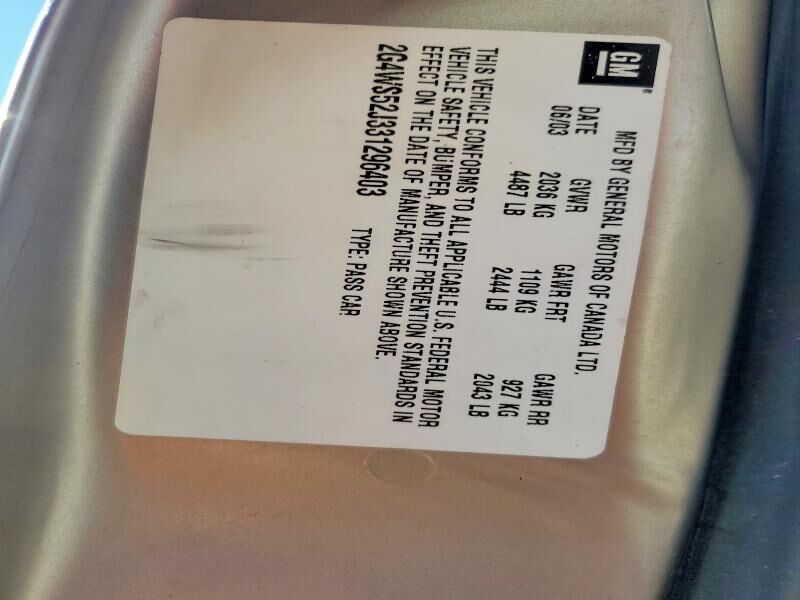 GM®
MFD BY GENERAL MOTORS OF CANADA LTD.
DATE GVWR GAWR FRT GAWR RR
06/03 2036 KG 1109 KG 927 KG
4487 LB 2444 LB 2043 LB
THIS VEHICLE CONFORMS TO ALL APPLICABLE U.S. FEDERAL MOTOR
VEHICLE SAFETY, BUMPER, AND THEFT PREVENTION STANDARDS IN
EFFECT ON THE DATE OF MANUFACTURE SHOWN ABOVE.
2G4WS52J331296403 TYPE: PASS CAR